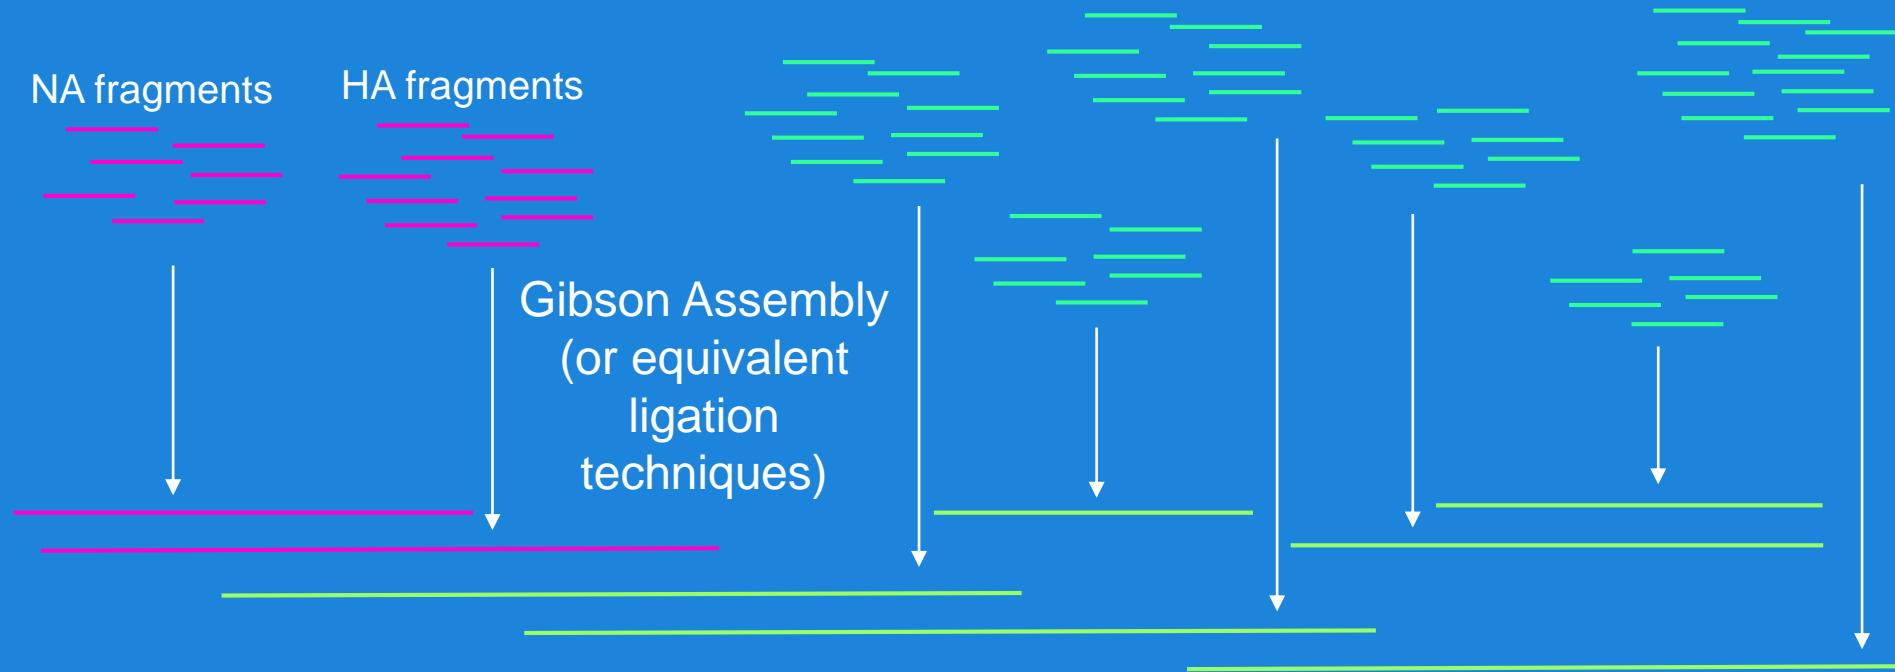 NA fragments
HA fragments
Gibson Assembly
(or equivalent
ligation
techniques)